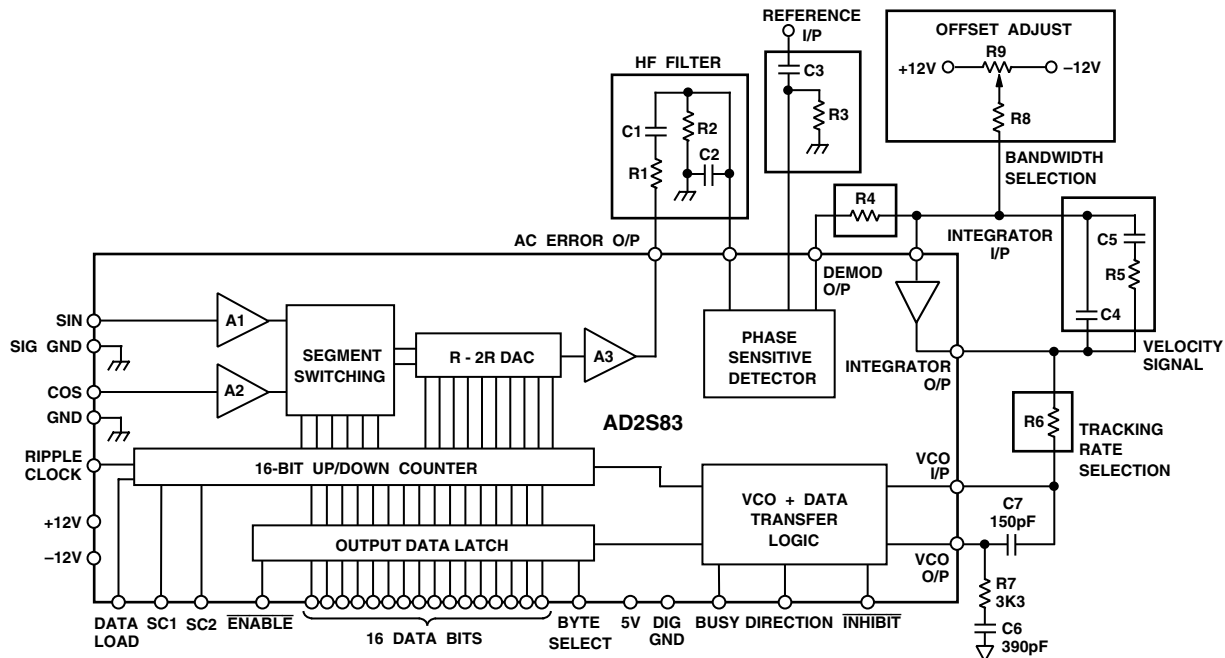 REFERENCE
I/P
OFFSET ADJUST
R9
+12V
–12V
R8
HF FILTER
C3
R3
C1
R2
C2
R1
BANDWIDTH
SELECTION
R4
AC ERROR O/P
DEMOD
O/P
INTEGRATOR
I/P
C5
R5
C4
SIN
A1
SIG GND
SEGMENT
SWITCHING
R - 2R DAC
A3
PHASE
SENSITIVE
DETECTOR
INTEGRATOR
O/P
VELOCITY
SIGNAL
COS
A2
GND
AD2S83
R6
TRACKING
RATE
SELECTION
RIPPLE
CLOCK
16-BIT UP/DOWN COUNTER
VCO
I/P
VCO + DATA
TRANSFER
LOGIC
C7
150pF
+12V
–12V
OUTPUT DATA LATCH
VCO
O/P
R7
3K3
C6
390pF
DATA
LOAD
SC1
SC2
ENABLE
16 DATA BITS
BYTE
SELECT
5V
DIG
GND
BUSY
DIRECTION
INHIBIT